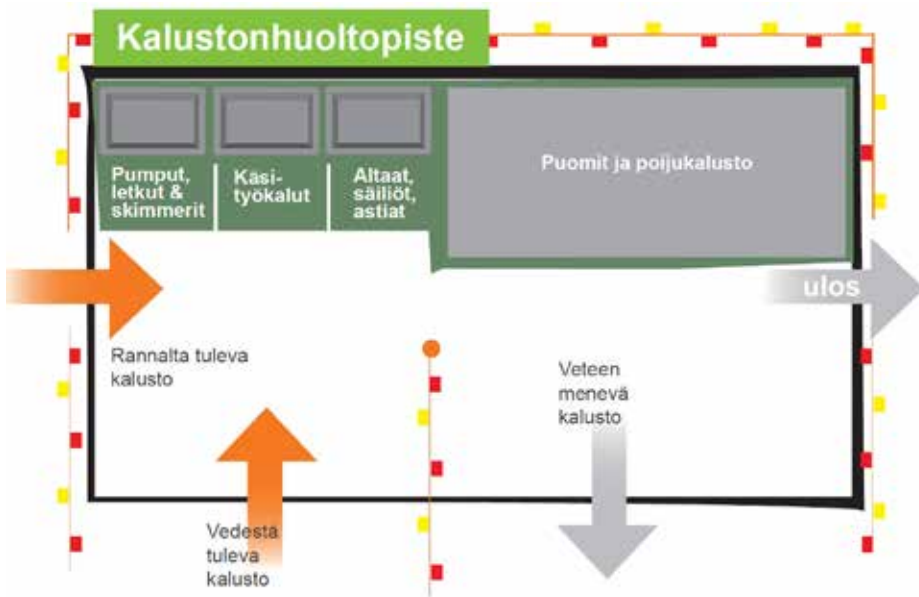 Kalustonhuoltopiste
Pumput,
letkut &
skimmerit
Käsi-
työkalut
Altaat,
säiliöt,
astiat
Puomit ja poijukalusto
ulos
Rannalta tuleva
kalusto
Veteen
menevä
kalusto
Vedestä
tuleva
kalusto